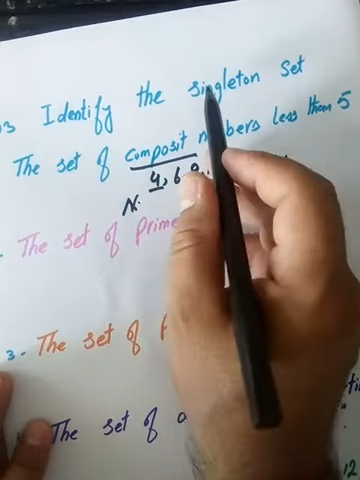 Identify the singleton Set
The set of Composit numbers less than 5
4, 6
N.
The set of Prime
3. The set of
The set of
12